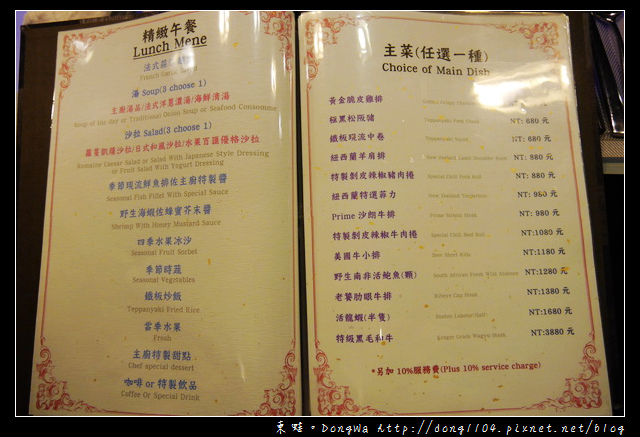 精緻午餐
Lunch Mene
法式蒜
French Garlic
湯 Soup(3 choose 1)
主廚湯品/法式洋蔥濃湯/海鮮清湯
Soup of the day or Traditional Onion Soup or Seafood Consomme
沙拉 Salad(3 choose 1)
羅蔓凱薩沙拉/日式和風沙拉/水果百匯優格沙拉
Romaine Caesar Salad or Salad With Japanese Style Dressing
or Fruit Salad With Yogurt Dressing
季節現流鮮魚排佐主廚特製醬
Seasonal Fish Fillet With Special Sauce
野生海蝦佐蜂蜜芥末醬
Shrimp With Honey Mustard Sauce
四季水果冰沙
Seasonal Fruit Sorbet
季節時蔬
Seasonal Vegetables
鐵板炒飯
Teppanyaki Fried Rice
當季水果
Fresh
主廚特製甜點
Chef special dessert
咖啡 or 特製飲品
Coffee Or Special Drink
主菜(任選一種)
Choice of Main Dish
黃金脆皮雞排 NT: 680 元
極黑松阪豬 NT: 680 元
鐵板現流中卷 NT: 680 元
紐西蘭羊肩排 NT: 880 元
特製剝皮辣椒豬肉捲 Special Chili Pork Roll NT: 880 元
紐西蘭特選菲力 New Zealand Tenderloin NT: 980 元
Prime 沙朗牛排 Prime Sirloin Steak NT: 980 元
特製剝皮辣椒牛肉捲 Special Chili Beef Roll NT:1080 元
美國牛小排 Beef Short Ribs NT:1180 元
野生南非活鮑魚(顆) South African Fresh Wild Abalone NT:1280 元
老饕肋眼牛排 Ribeye Cap Steak NT:1380 元
活龍蝦(半隻) Boston Lobster(Half) NT:1680 元
特級黑毛和牛 Wagyu Steak NT:3880 元
*另加 10%服務費(Plus 10% service charge)
東蛙。DongWa http://dong1104.pixnet.net/blog